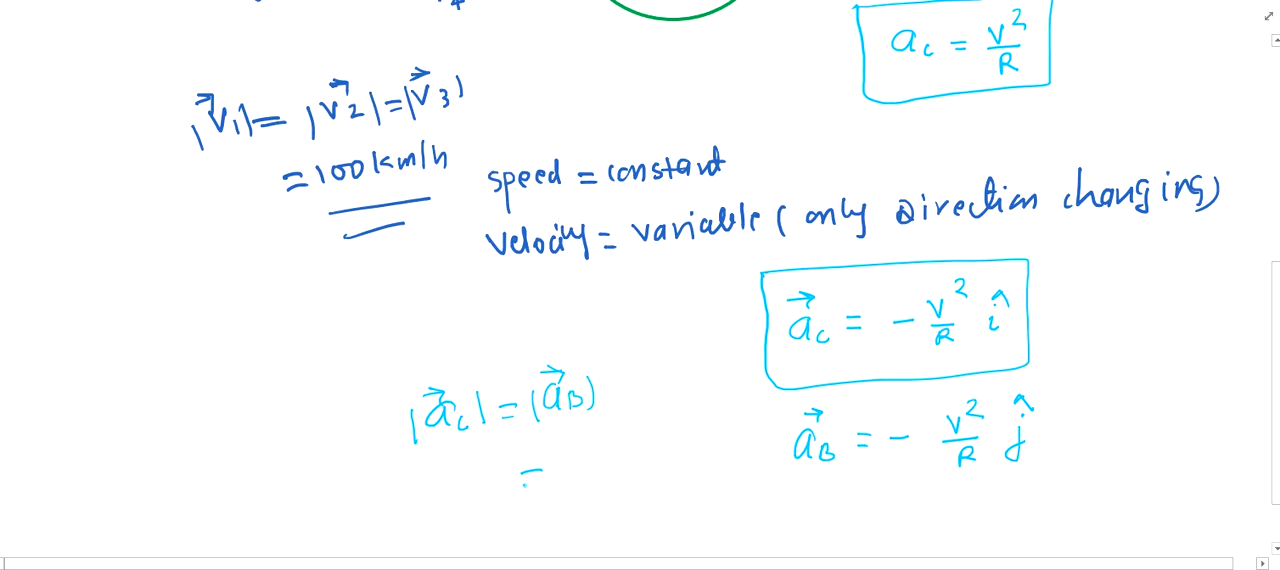 a_c = v²/R
|v⃗1| = |v⃗2| = |v⃗3|
= 100 km/h
speed = constant
velocity = variable ( only Direction changing)
a⃗_c = - v²/R î
|a⃗_c| = |a⃗_B|
a⃗_B = - v²/R ĵ
=